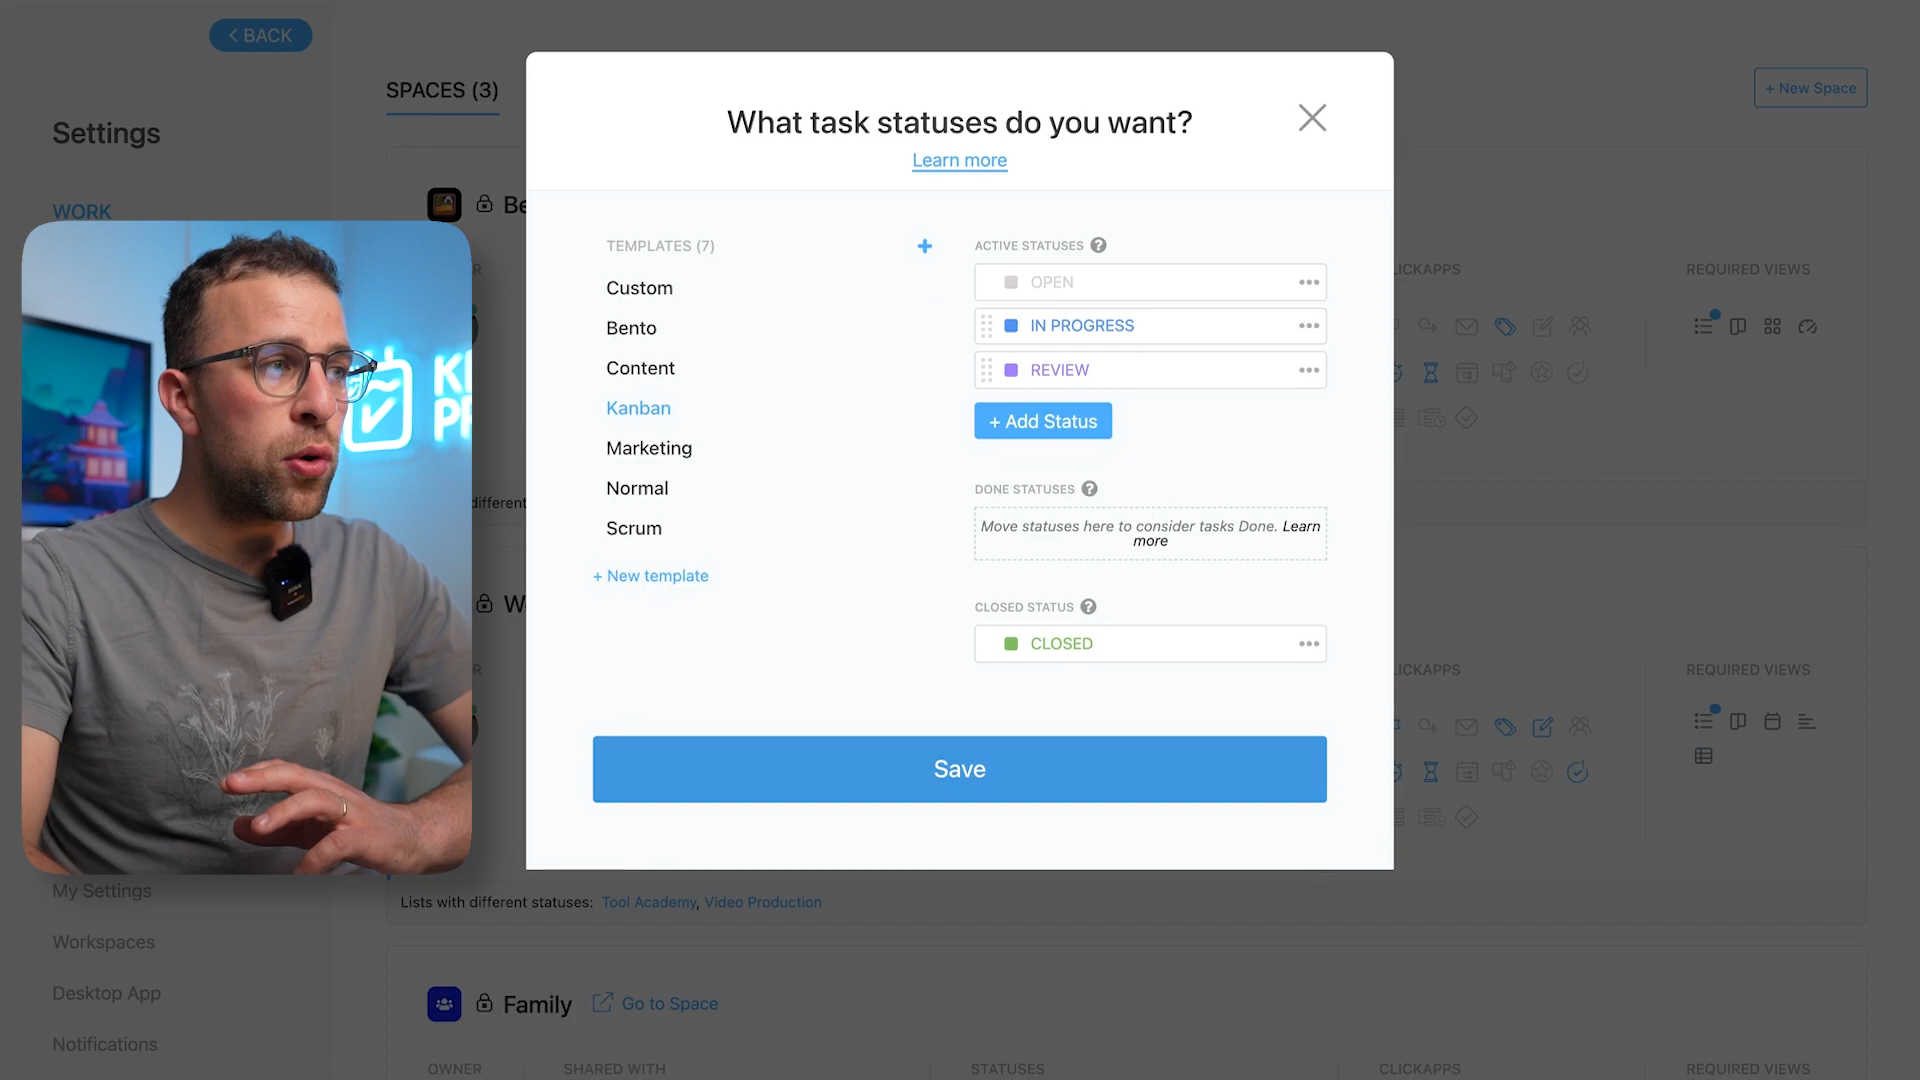 BACK
SPACES (3)
+ New Space
Settings
WORK
What task statuses do you want?
Learn more
TEMPLATES (7)
Custom
Bento
Content
Kanban
Marketing
Normal
Scrum
+ New template
ACTIVE STATUSES
OPEN
IN PROGRESS
REVIEW
+ Add Status
DONE STATUSES
Move statuses here to consider tasks Done. Learn
more
CLOSED STATUS
CLOSED
Save
REQUIRED VIEWS
different
REQUIRED VIEWS
My Settings
Workspaces
Desktop App
Notifications
Lists with different statuses: Tool Academy, Video Production
Family
Go to Space
OWNER
SHARED WITH
STATUSES
CLICKAPPS
REQUIRED VIEWS